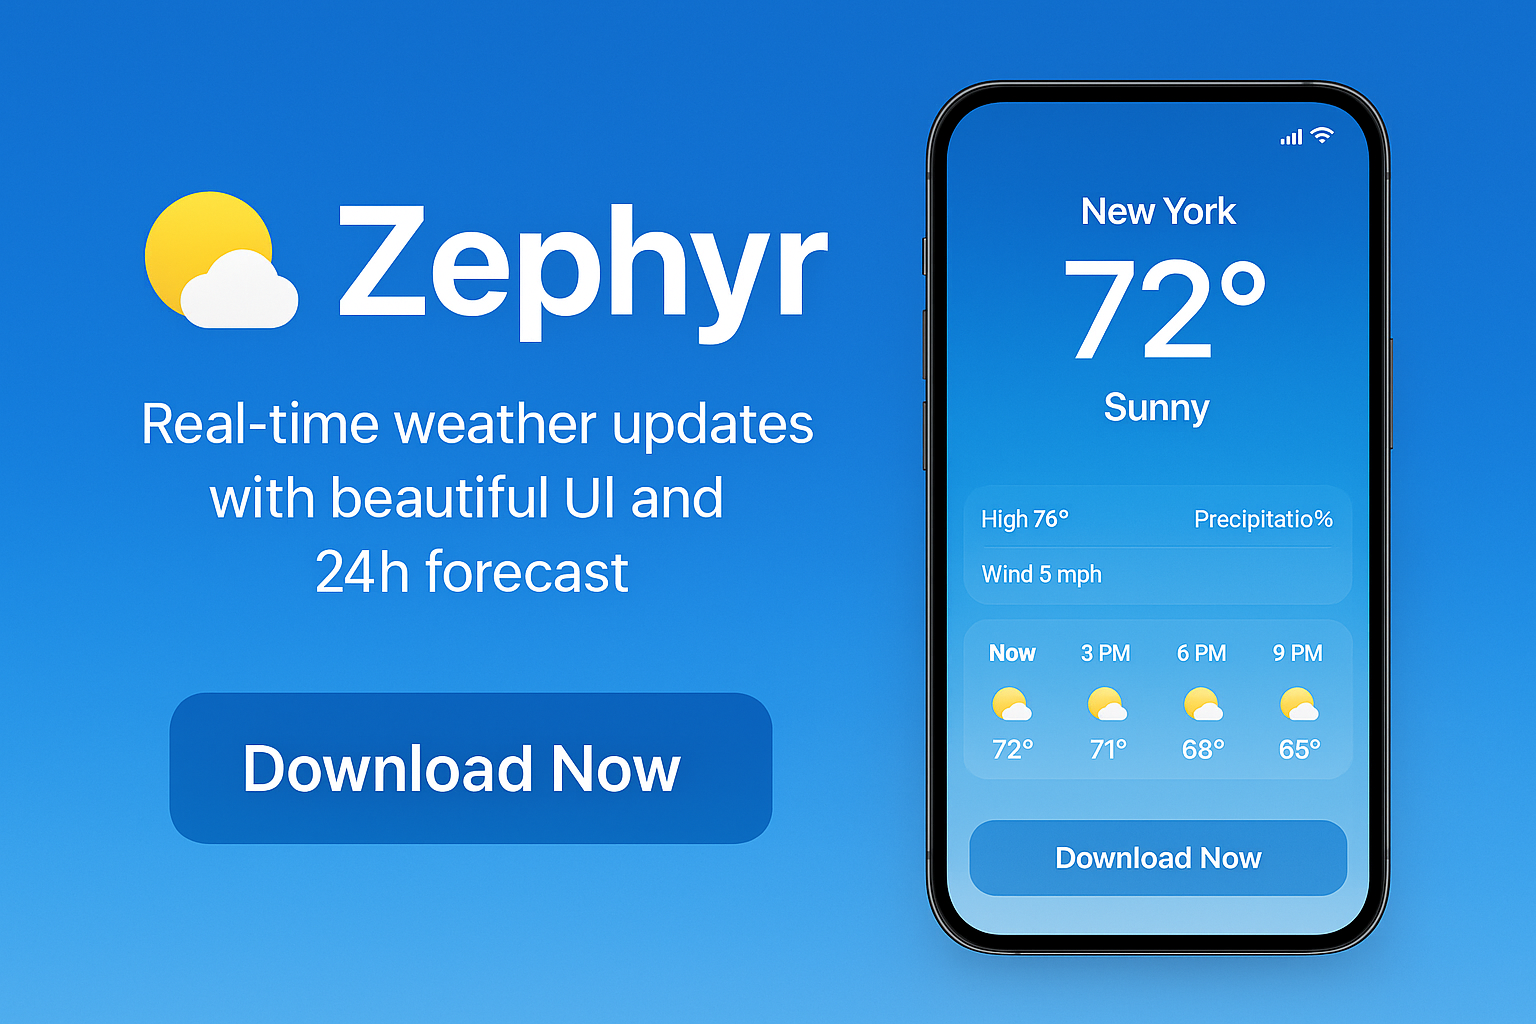 Zephyr
Real-time weather updates
with beautiful UI and
24h forecast
Download Now
New York
72°
Sunny
High 76° Precipitatio%
Wind 5 mph
Now 3 PM 6 PM 9 PM
72° 71° 68° 65°
Download Now